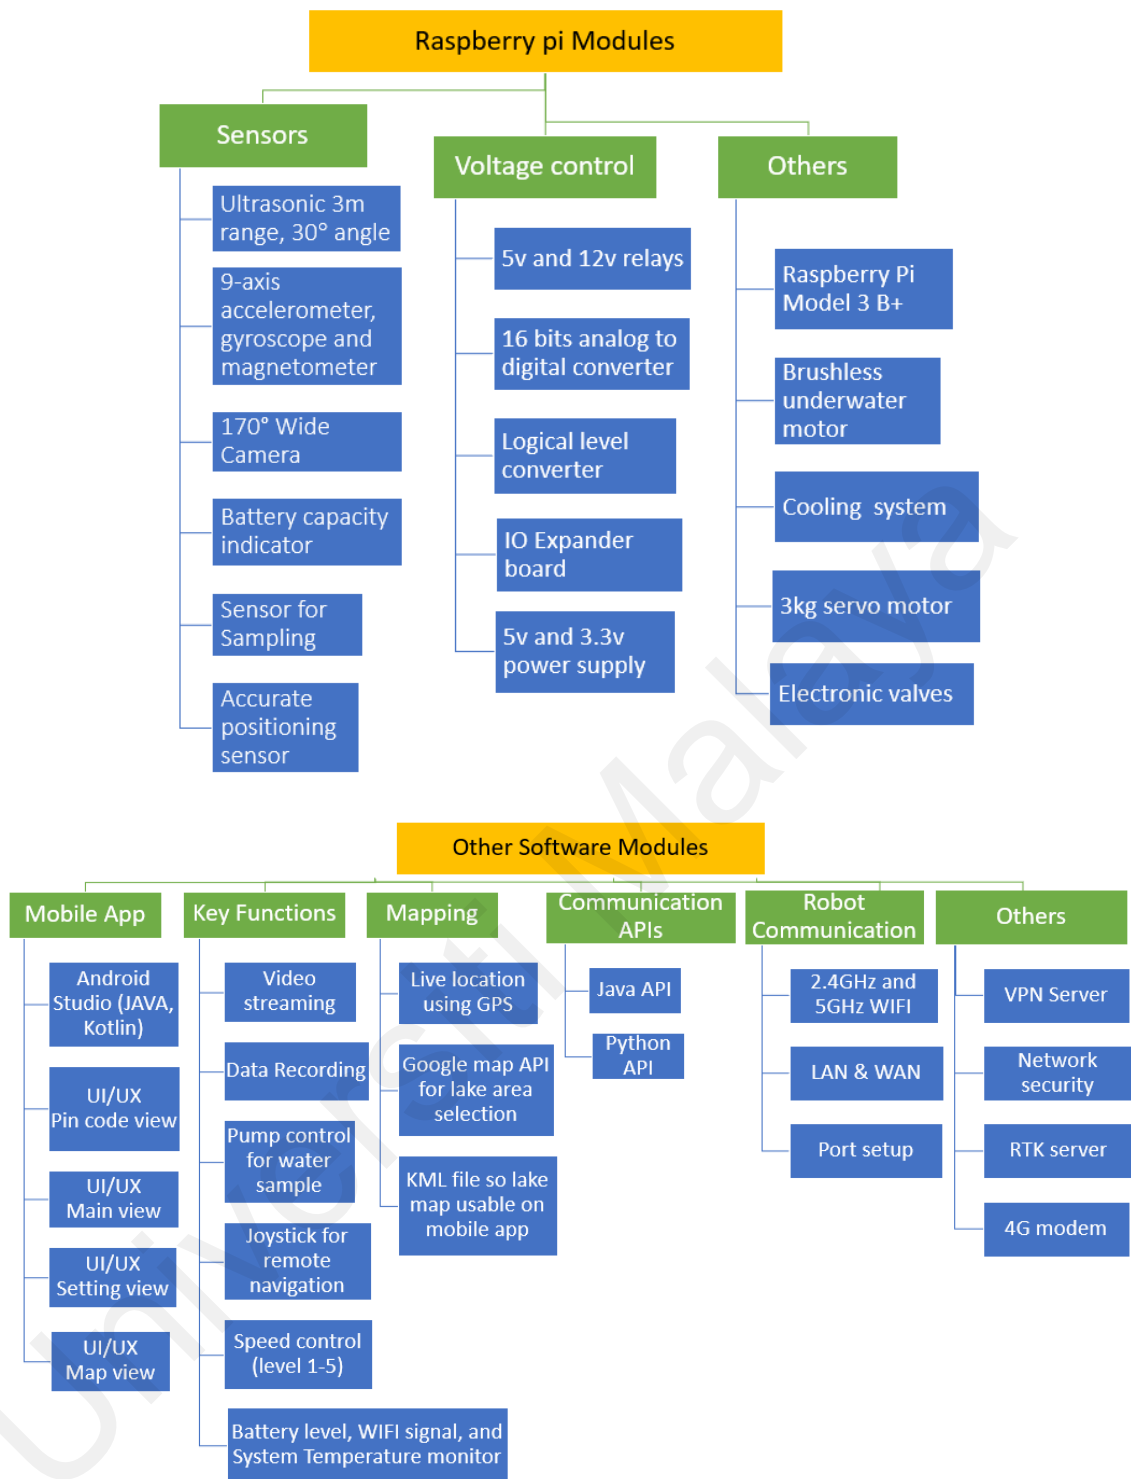 Raspberry pi Modules
Sensors
Ultrasonic 3m
range, 30° angle
9-axis
accelerometer,
gyroscope and
magnetometer
170° Wide
Camera
Battery capacity
indicator
Sensor for
Sampling
Accurate
positioning
sensor
Voltage control
5v and 12v relays
16 bits analog to
digital converter
Logical level
converter
IO Expander
board
5v and 3.3v
power supply
Others
Raspberry Pi
Model 3 B+
Brushless
underwater
motor
Cooling system
3kg servo motor
Electronic valves
Other Software Modules
Mobile App
Android
Studio (JAVA,
Kotlin)
UI/UX
Pin code view
UI/UX
Main view
UI/UX
Setting view
UI/UX
Map view
Key Functions
Video
streaming
Data Recording
Pump control
for water
sample
Joystick for
remote
navigation
Speed control
(level 1-5)
Battery level, WIFI signal, and
System Temperature monitor
Mapping
Live location
using GPS
Google map API
for lake area
selection
KML file so lake
map usable on
mobile app
Communication
APIs
Java API
Python
API
Robot
Communication
2.4GHz and
5GHz WIFI
LAN & WAN
Port setup
Others
VPN Server
Network
security
RTK server
4G modem
Universiti Malaya